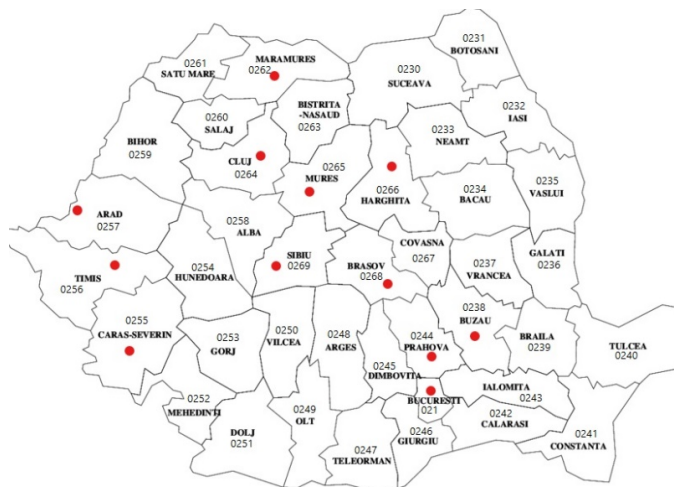 0231
BOTOSANI
0261
SATU MARE
MARAMURES
0262
0230
SUCEAVA
0232
IASI
0260
SALAJ
BISTRITA
-NASAUD
0263
0233
NEAMT
BIHOR
0259
CLUJ
0264
0265
MURES
0266
HARGHITA
0234
BACAU
0235
VASLUI
ARAD
0257
0258
ALBA
COVASNA
0267
0237
VRANCEA
GALATI
0236
TIMIS
0256
0254
HUNEDOARA
SIBIU
0269
BRASOV
0268
0255
CARAS-SEVERIN
0253
GORJ
0250
VILCEA
0248
ARGES
0244
PRAHOVA
0238
BUZAU
BRAILA
0239
TULCEA
0240
0245
DIMBOVITA
0252
MEHEDINTI
BUCURESTI
021
IALOMITA
0243
0242
CALARASI
0249
OLT
DOLJ
0251
0246
GIURGIU
0247
TELEORMAN
0241
CONSTANTA